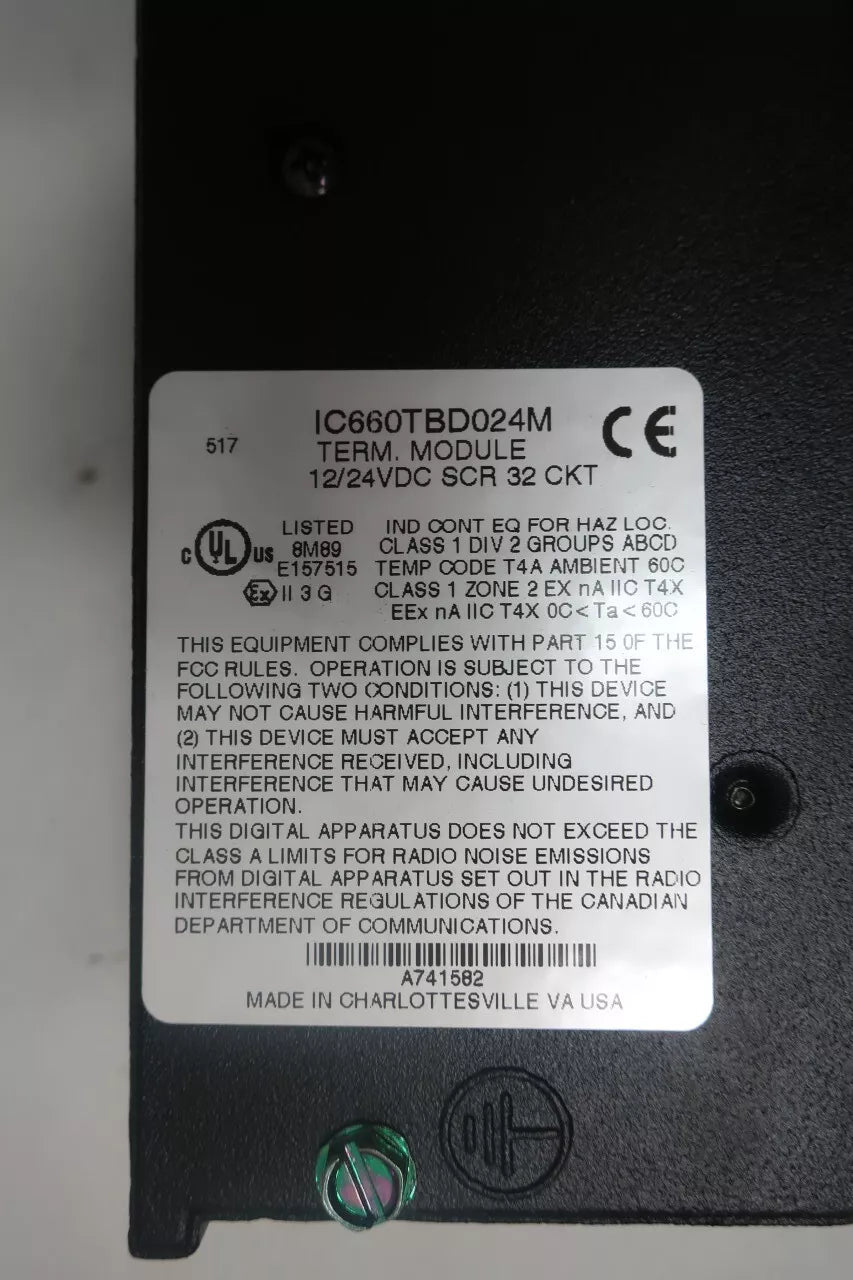 IC660TBD024M
517
TERM. MODULE
12/24VDC SCR 32 CKT
CE
C UL US
LISTED
8M89
E157515
Ex II 3 G
IND CONT EQ FOR HAZ LOC.
CLASS 1 DIV 2 GROUPS ABCD
TEMP CODE T4A AMBIENT 60C
CLASS 1 ZONE 2 EX nA IIC T4X
EEx nA IIC T4X 0C<Ta<60C
THIS EQUIPMENT COMPLIES WITH PART 15 OF THE
FCC RULES. OPERATION IS SUBJECT TO THE
FOLLOWING TWO CONDITIONS: (1) THIS DEVICE
MAY NOT CAUSE HARMFUL INTERFERENCE, AND
(2) THIS DEVICE MUST ACCEPT ANY
INTERFERENCE RECEIVED, INCLUDING
INTERFERENCE THAT MAY CAUSE UNDESIRED
OPERATION.
THIS DIGITAL APPARATUS DOES NOT EXCEED THE
CLASS A LIMITS FOR RADIO NOISE EMISSIONS
FROM DIGITAL APPARATUS SET OUT IN THE RADIO
INTERFERENCE REGULATIONS OF THE CANADIAN
DEPARTMENT OF COMMUNICATIONS.
A741582
MADE IN CHARLOTTESVILLE VA USA